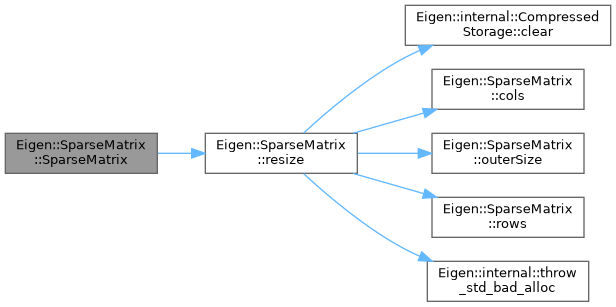 Eigen::SparseMatrix
::SparseMatrix
Eigen::SparseMatrix
::resize
Eigen::internal::Compressed
Storage::clear
Eigen::SparseMatrix
::cols
Eigen::SparseMatrix
::outerSize
Eigen::SparseMatrix
::rows
Eigen::internal::throw
_std_bad_alloc